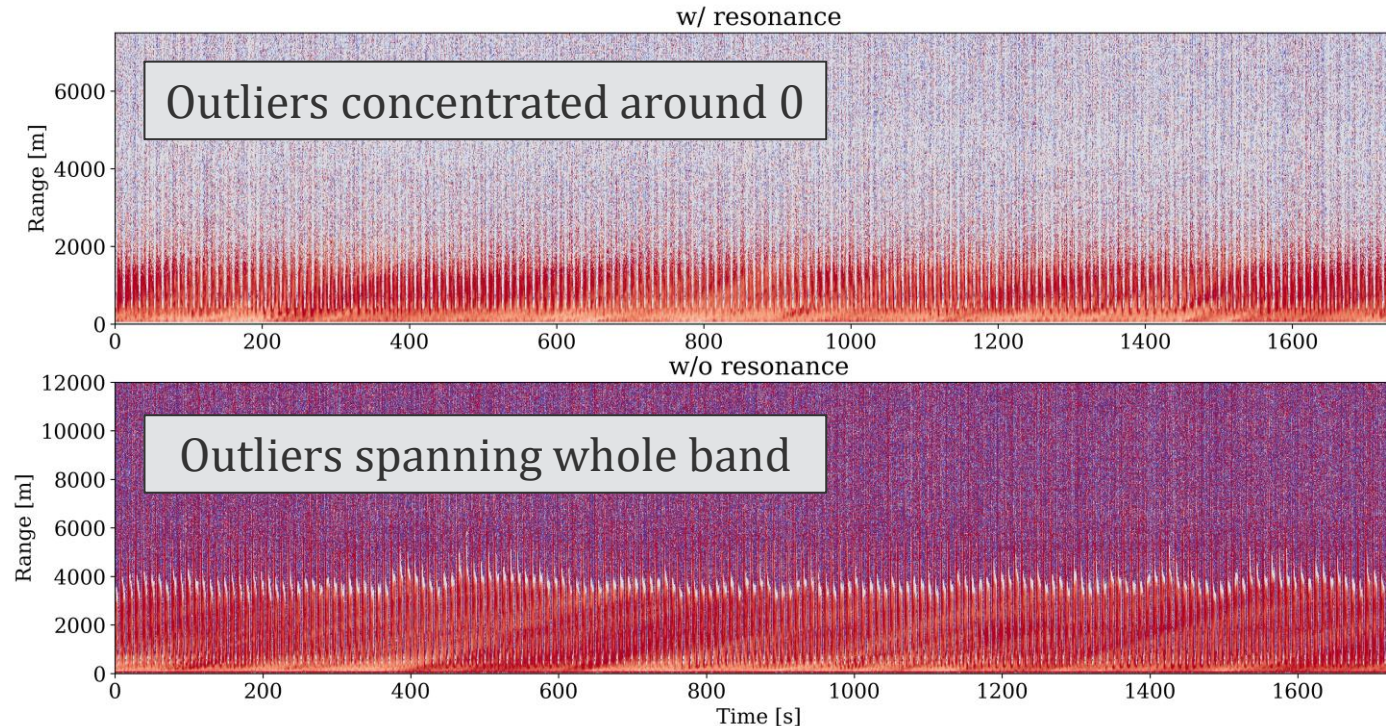 w/ resonance
Outliers concentrated around 0
Range [m]
6000
4000
2000
0
0 200 400 600 800 1000 1200 1400 1600
w/o resonance
Outliers spanning whole band
Range [m]
12000
10000
8000
6000
4000
2000
0
0 200 400 600 800 1000 1200 1400 1600
Time [s]